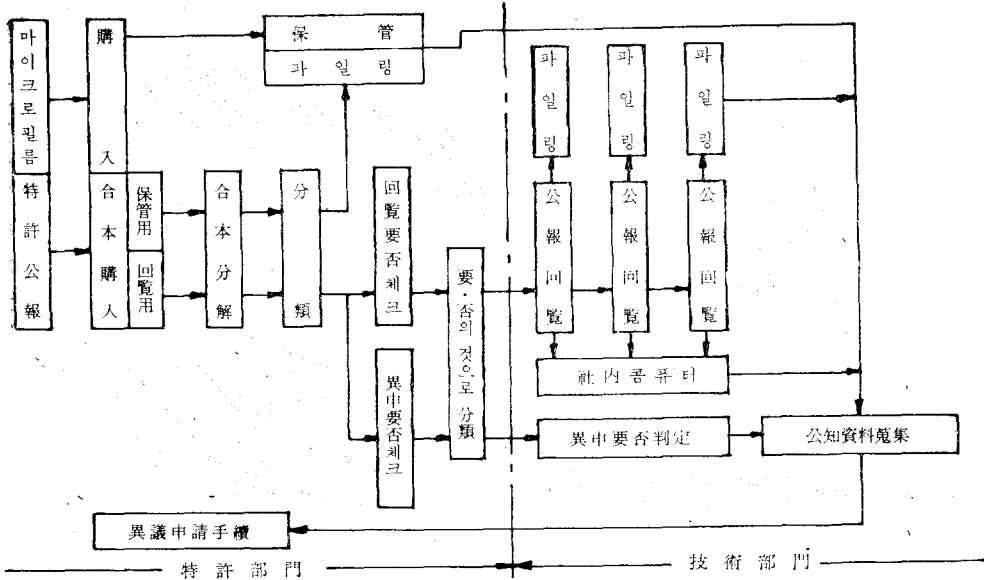 마이크로필름
購入
保管
파일링
파일링
파일링
파일링
特許公報
合本購入
保管用
回覧用
合本分解
分類
回覧要否체크
要·否의 것으로 分類
公報回覧
公報回覧
公報回覧
異申要否체크
社内콤퓨터
異申要否判定
公知資料蒐集
異議申請手續
特許部門
技術部門